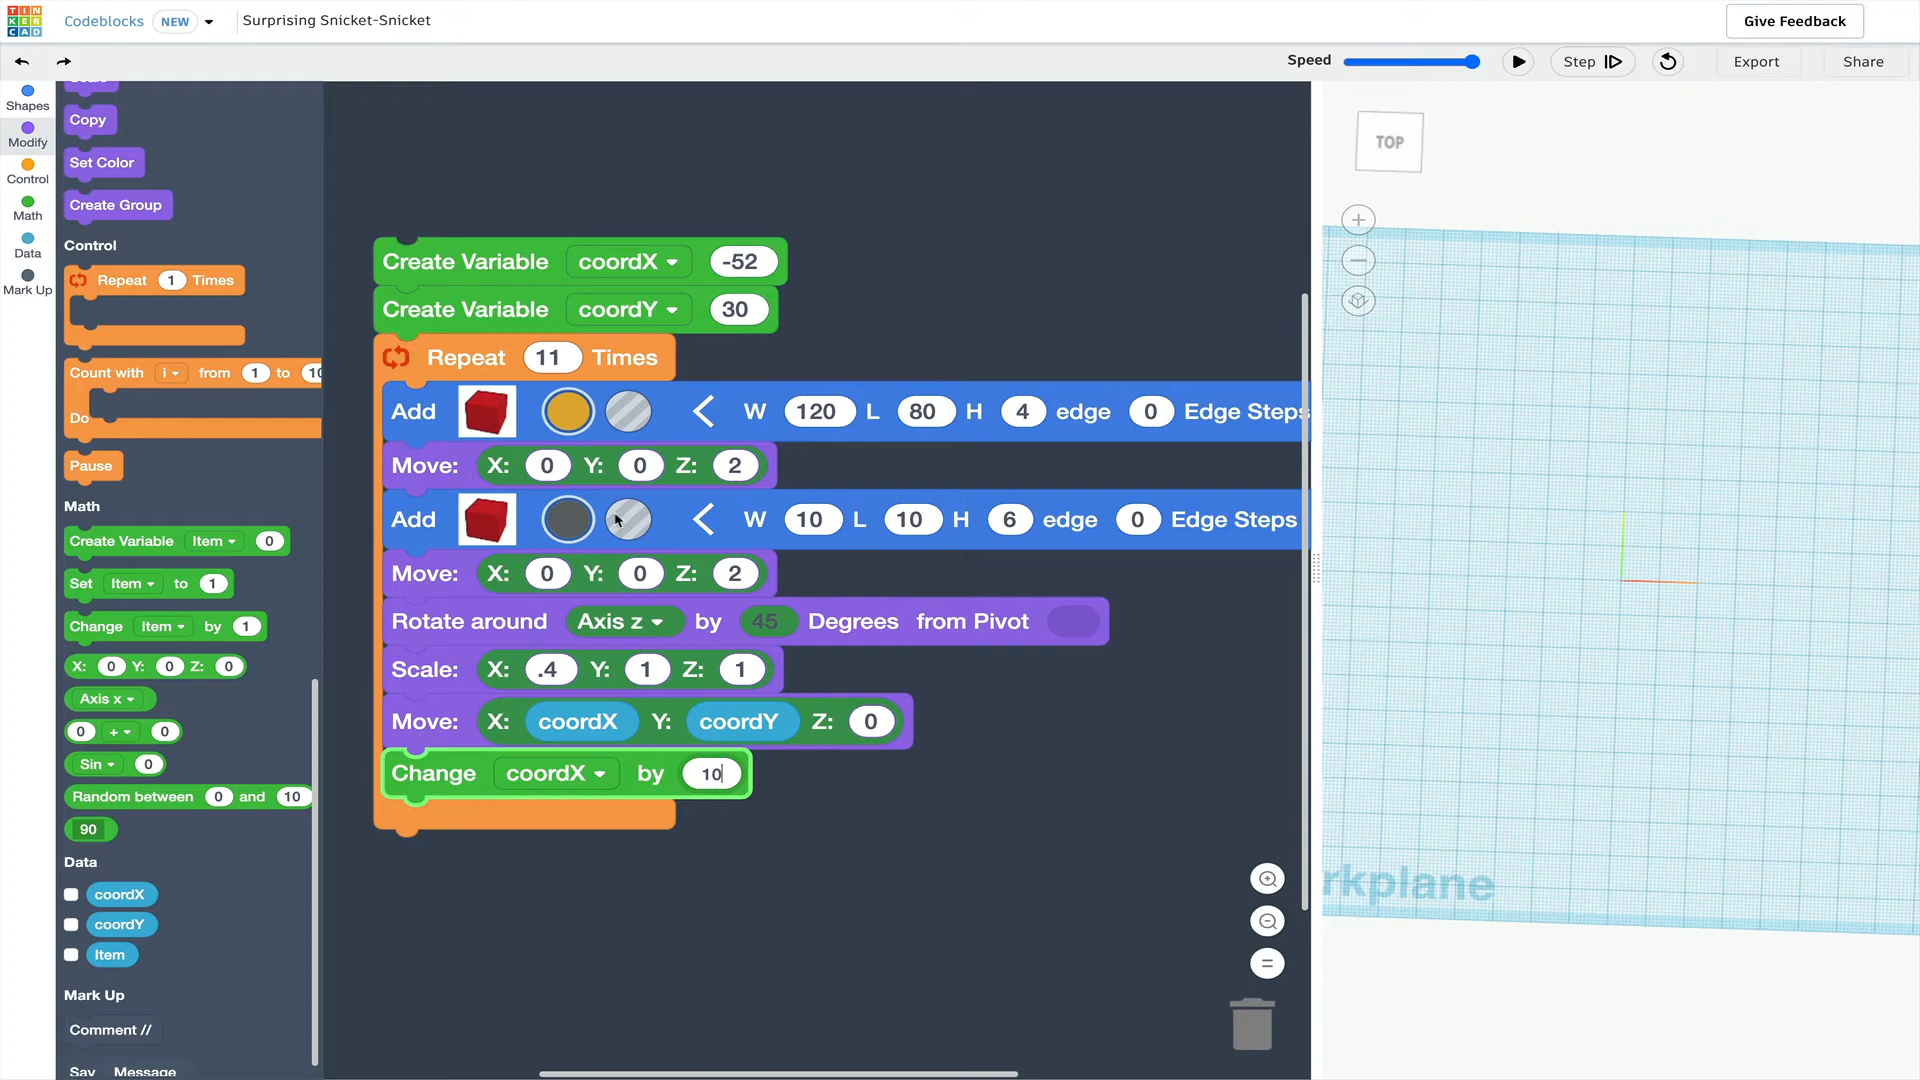 TIN
KER
CAD
Codeblocks NEW
Surprising Snicket-Snicket
Give Feedback
Speed
Step
Export
Share
Shapes
Modify
Control
Math
Data
Mark Up
Copy
Set Color
Create Group
Control
Repeat 1 Times
Count with i from 1 to 10
Do
Pause
Math
Create Variable Item 0
Set Item to 1
Change Item by 1
X: 0 Y: 0 Z: 0
Axis x
0 + 0
Sin 0
Random between 0 and 10
90
Data
coordX
coordY
Item
Mark Up
Comment //
Say Message
Create Variable coordX -52
Create Variable coordY 30
Repeat 11 Times
Add W 120 L 80 H 4 edge 0 Edge Steps
Move: X: 0 Y: 0 Z: 2
Add W 10 L 10 H 6 edge 0 Edge Steps
Move: X: 0 Y: 0 Z: 2
Rotate around Axis z by 45 Degrees from Pivot
Scale: X: .4 Y: 1 Z: 1
Move: X: coordX Y: coordY Z: 0
Change coordX by 10
TOP
rkplane